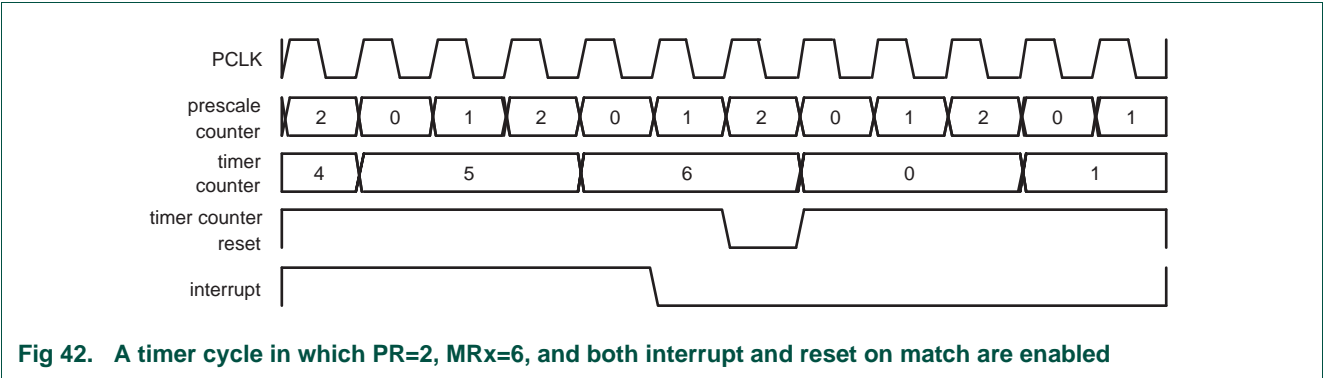 PCLK
prescale
counter
2 0 1 2 0 1 2 0 1 2 0 1
timer
counter
4 5 6 0 1
timer counter
reset
interrupt
Fig 42. A timer cycle in which PR=2, MRx=6, and both interrupt and reset on match are enabled